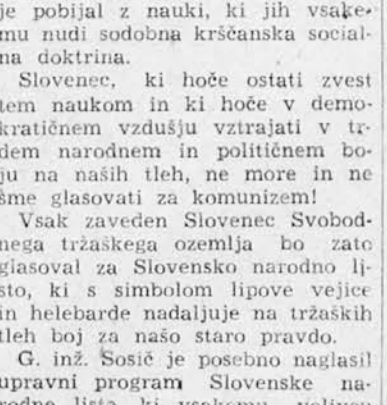 je pobijal z nauki, ki jih vsake-
mu nudi sodobna krščanska social-
na doktrina.
Slovenec, ki hoče ostati zvest
tem naukom in ki hoče v demo-
kratičnem vzdušju vztrajati v tr-
dem narodnem in političnem bo-
ju na naših tleh, ne more in ne
sme glasovati za komunizem!
Vsak zaveden Slovenec Svobod-
nega tržaškega ozemlja bo zato
glasoval za Slovensko narodno li-
sto, ki s simbolom lipove vejice
in helebarde nadaljuje na tržaških
tleh boj za našo staro pravdo.
G. inž. Sosič je posebno naglasil
upravni program Slovenske na-
rodne liste, ki vsakemu